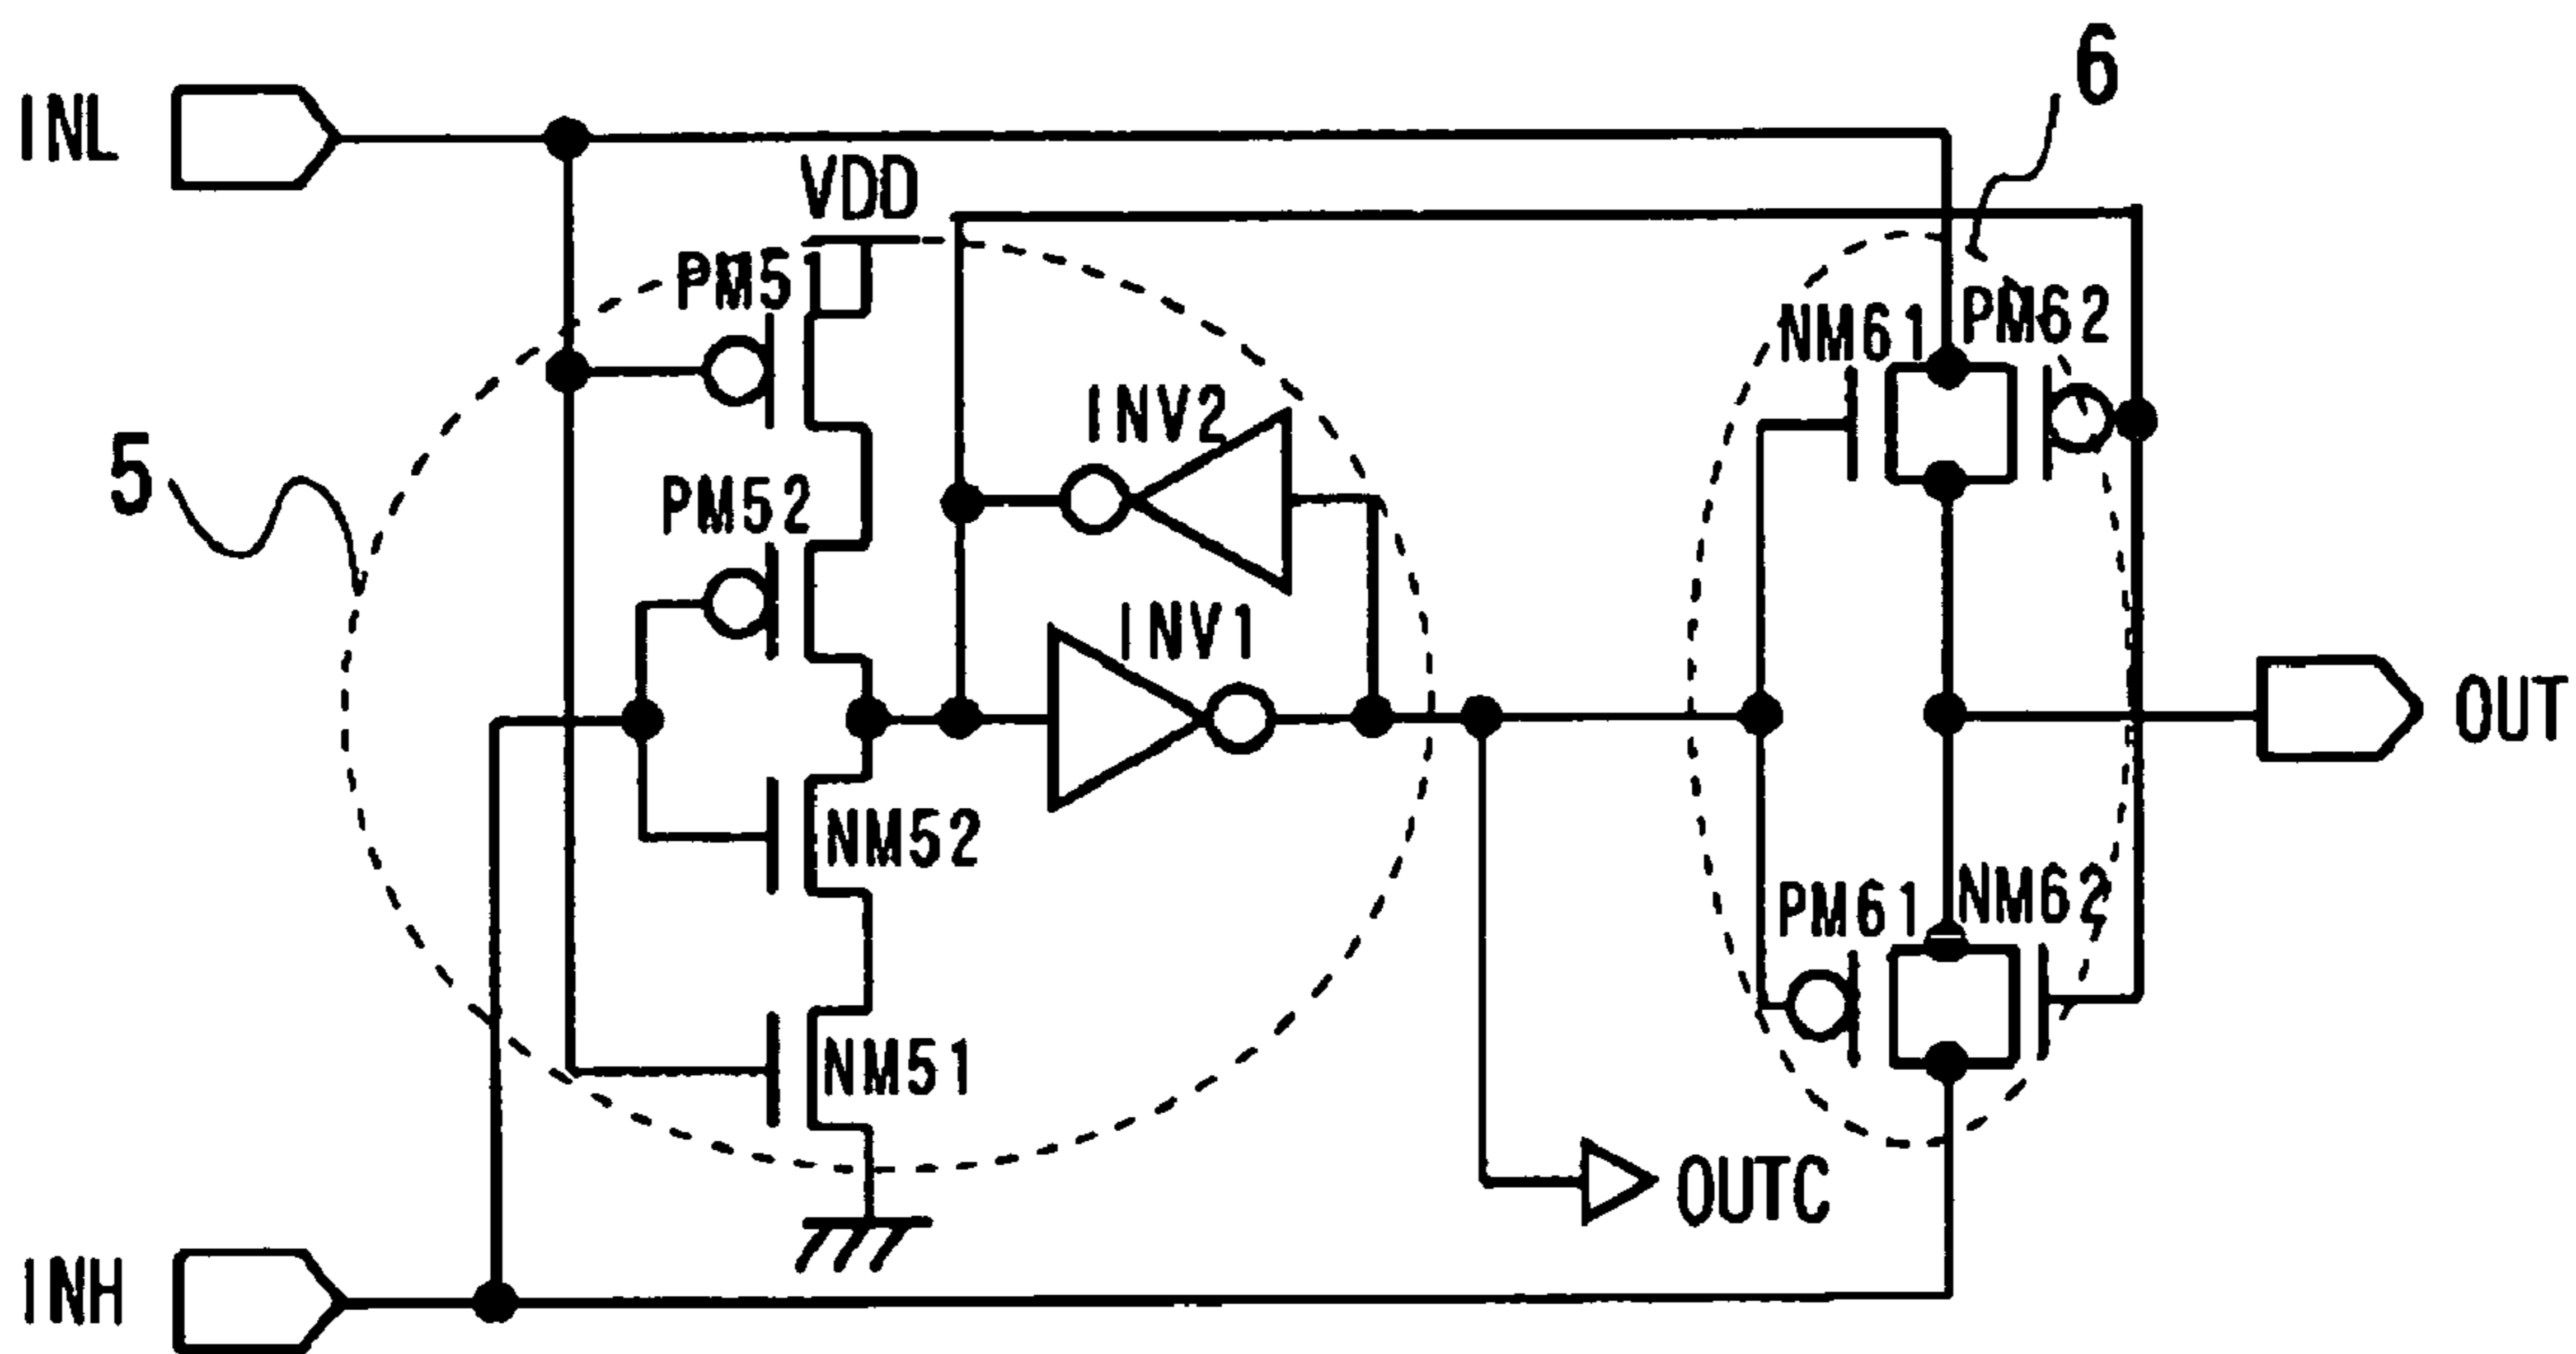 6
INL
VDD
PM51
NM61
PM62
INV2
5
PM52
INV1
OUT
NM52
PM61
NM62
NM51
OUTC
INH